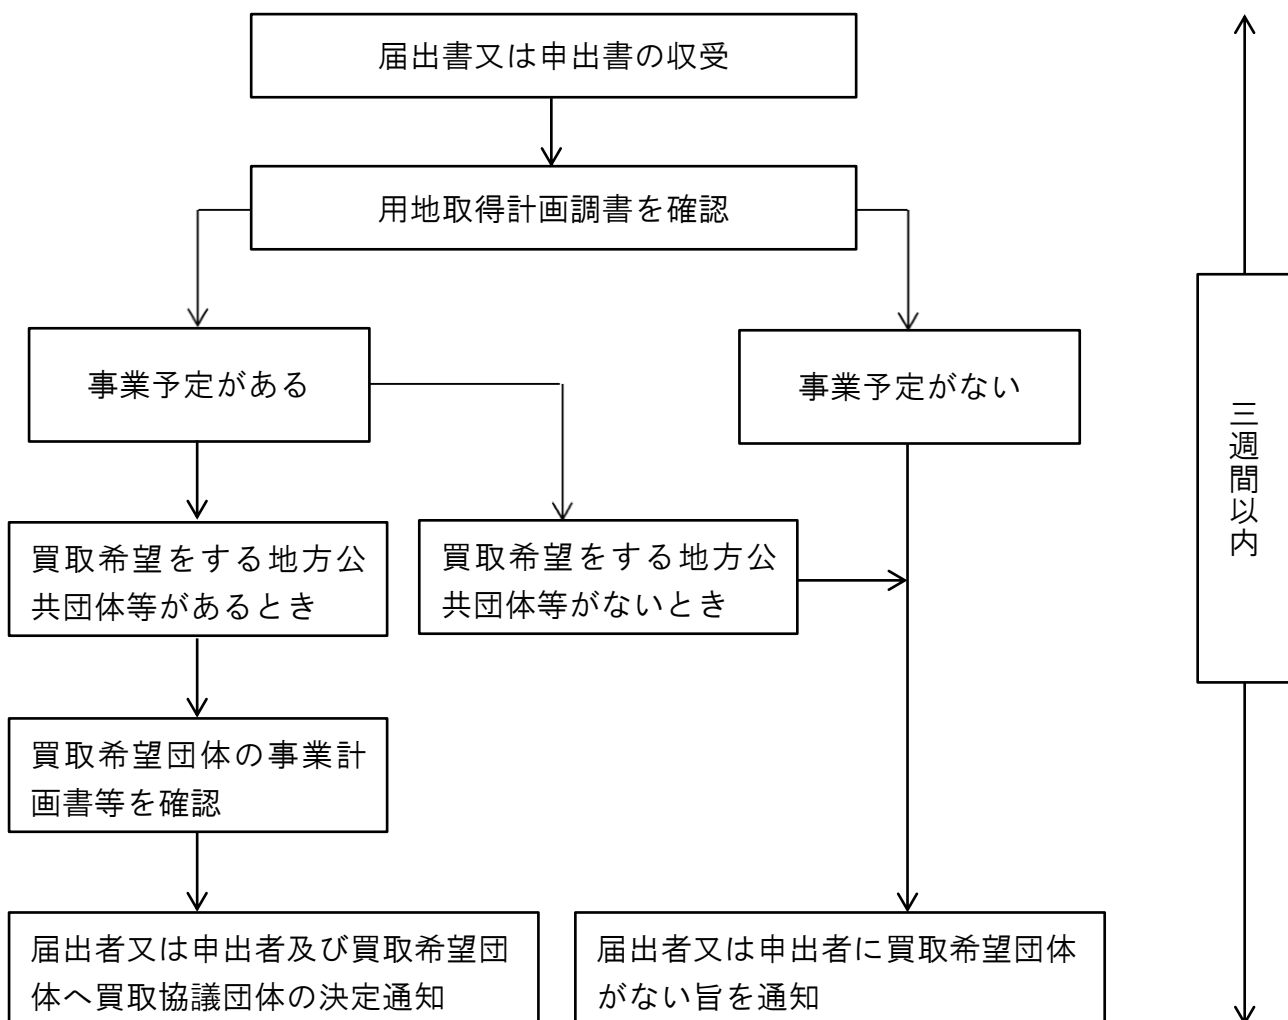 届出書又は申出書の収受
用地取得計画調書を確認
事業予定がある
事業予定がない
買取希望をする地方公
共団体等があるとき
買取希望をする地方公
共団体等がないとき
買取希望団体の事業計
画書等を確認
届出者又は申出者及び買取希望団
体へ買取協議団体の決定通知
届出者又は申出者に買取希望団体
がない旨を通知
三週間以内